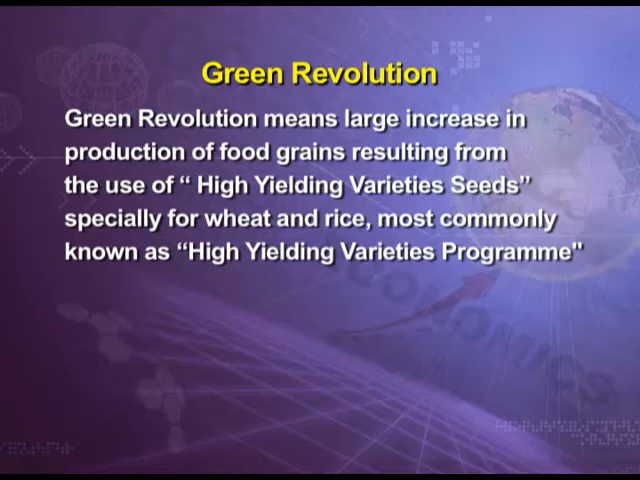 Green Revolution
Green Revolution means large increase in
production of food grains resulting from
the use of “ High Yielding Varieties Seeds”
specially for wheat and rice, most commonly
known as “High Yielding Varieties Programme"
ECONOMICS